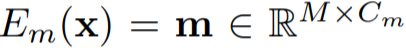 E_m(𝐱) = 𝐦 ∈ ℝ^{M×C_m}